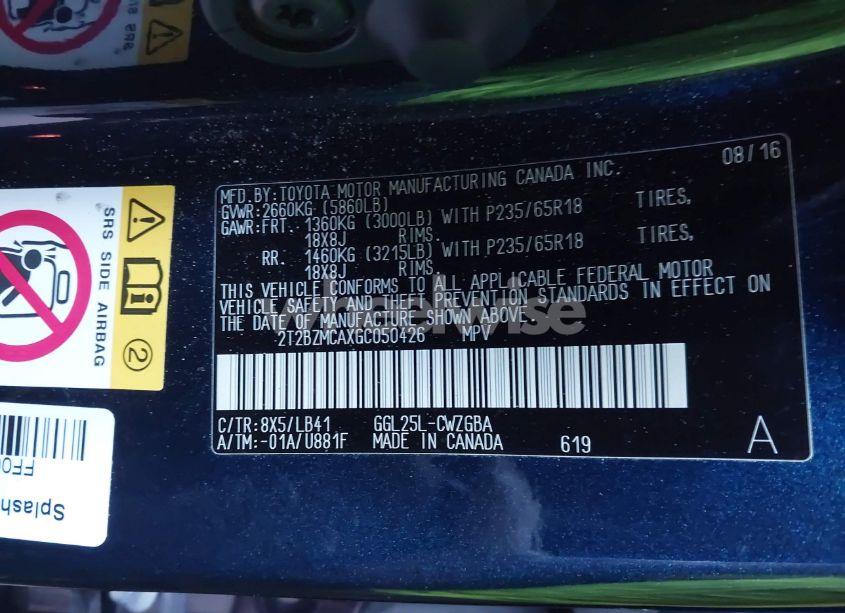 SRS
MFD.BY:TOYOTA MOTOR MANUFACTURING CANADA INC. 08/16
GVWR:2660KG (5860LB)
GAWR:FRT. 1360KG (3000LB) WITH P235/65R18 TIRES,
18X8J RIMS,
RR. 1460KG (3215LB) WITH P235/65R18 TIRES,
18X8J RIMS,
THIS VEHICLE CONFORMS TO ALL APPLICABLE FEDERAL MOTOR
VEHICLE SAFETY AND THEFT PREVENTION STANDARDS IN EFFECT ON
THE DATE OF MANUFACTURE SHOWN ABOVE.
2T2BZMCAXGC050426 MPV
C/TR:8X5/LB41 GGL25L-CWZGBA
A/TM:-01A/U881F MADE IN CANADA 619 A
SRS SIDE AIRBAG
2
Splash
wheelwise